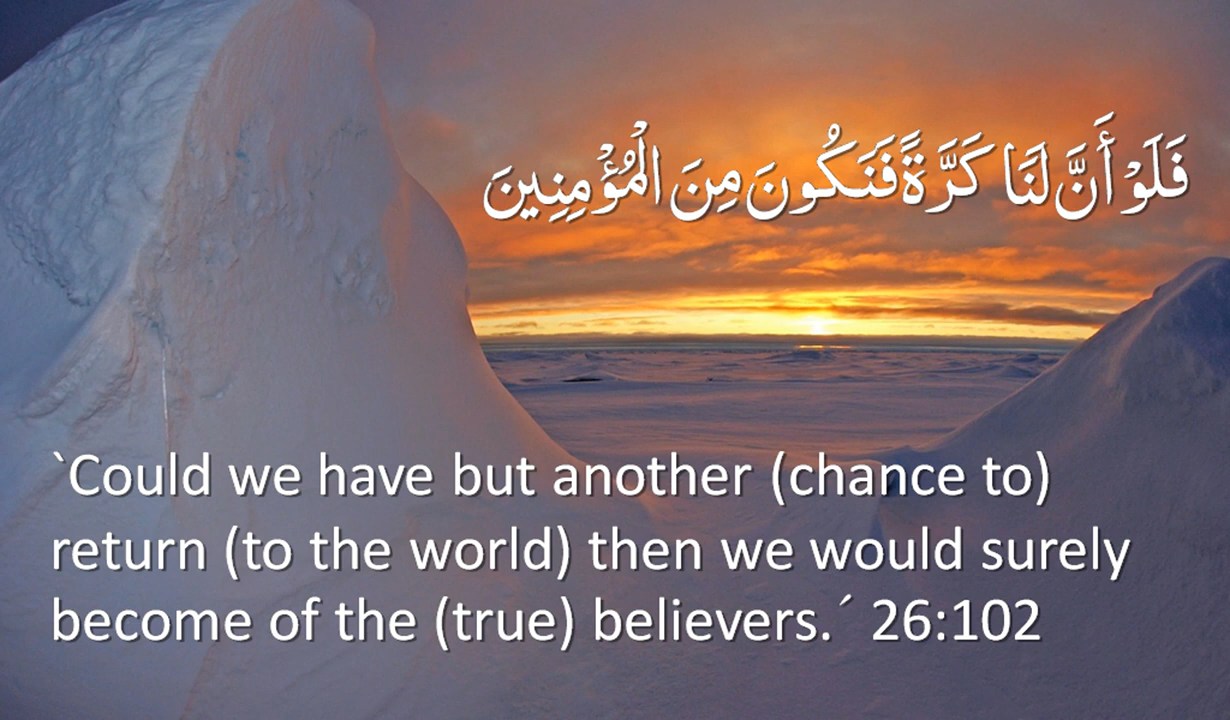 فَلَوْ أَنَّ لَنَا كَرَّةً فَنَكُونَ مِنَ الْمُؤْمِنِينَ
`Could we have but another (chance to)
return (to the world) then we would surely
become of the (true) believers.´ 26:102